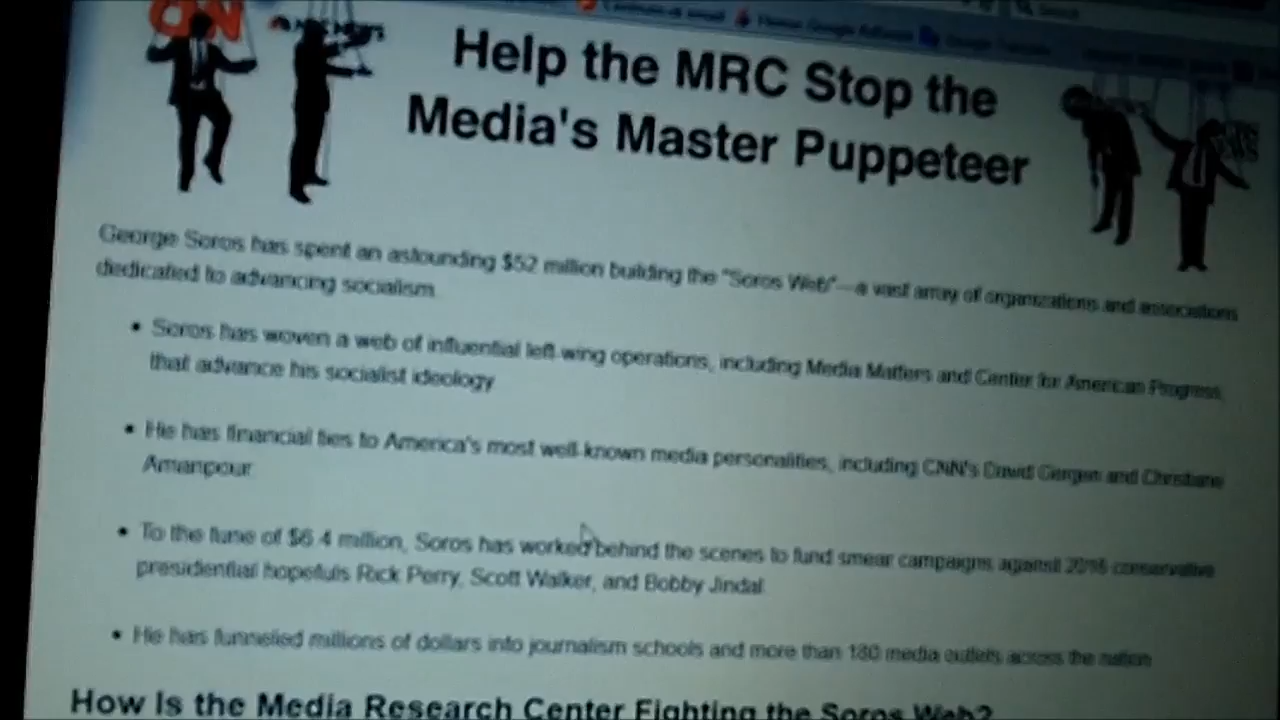 CNN
Help the MRC Stop the
Media's Master Puppeteer
George Soros has spent an astounding $52 million building the "Soros Web"—a vast array of organizations and associations
dedicated to advancing socialism.
• Soros has woven a web of influential left-wing operations, including Media Matters and Center for American Progress,
that advance his socialist ideology.
• He has financial ties to America's most well-known media personalities, including CNN's David Gergen and Christiane
Amanpour.
• To the tune of $6.4 million, Soros has worked behind the scenes to fund smear campaigns against 2016 conservative
presidential hopefuls Rick Perry, Scott Walker, and Bobby Jindal.
• He has funneled millions of dollars into journalism schools and more than 180 media outlets across the nation.
How Is the Media Research Center Fighting the Soros Web?